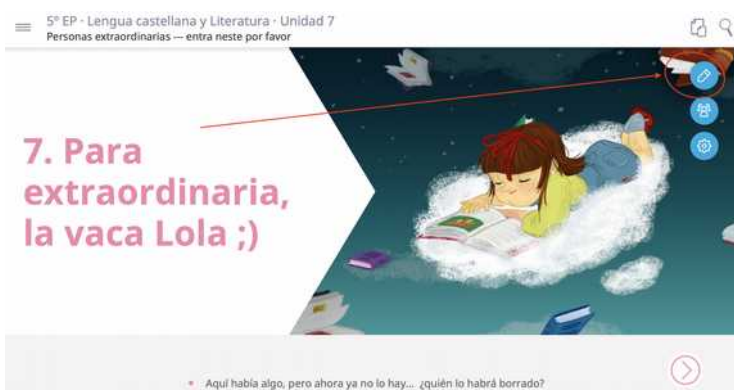 5º EP · Lengua castellana y Literatura · Unidad 7
Personas extraordinarias --- entra neste por favor
7. Para
extraordinaria,
la vaca Lola ;)
Aquí había algo, pero ahora ya no lo hay... ¿quién lo habrá borrado?